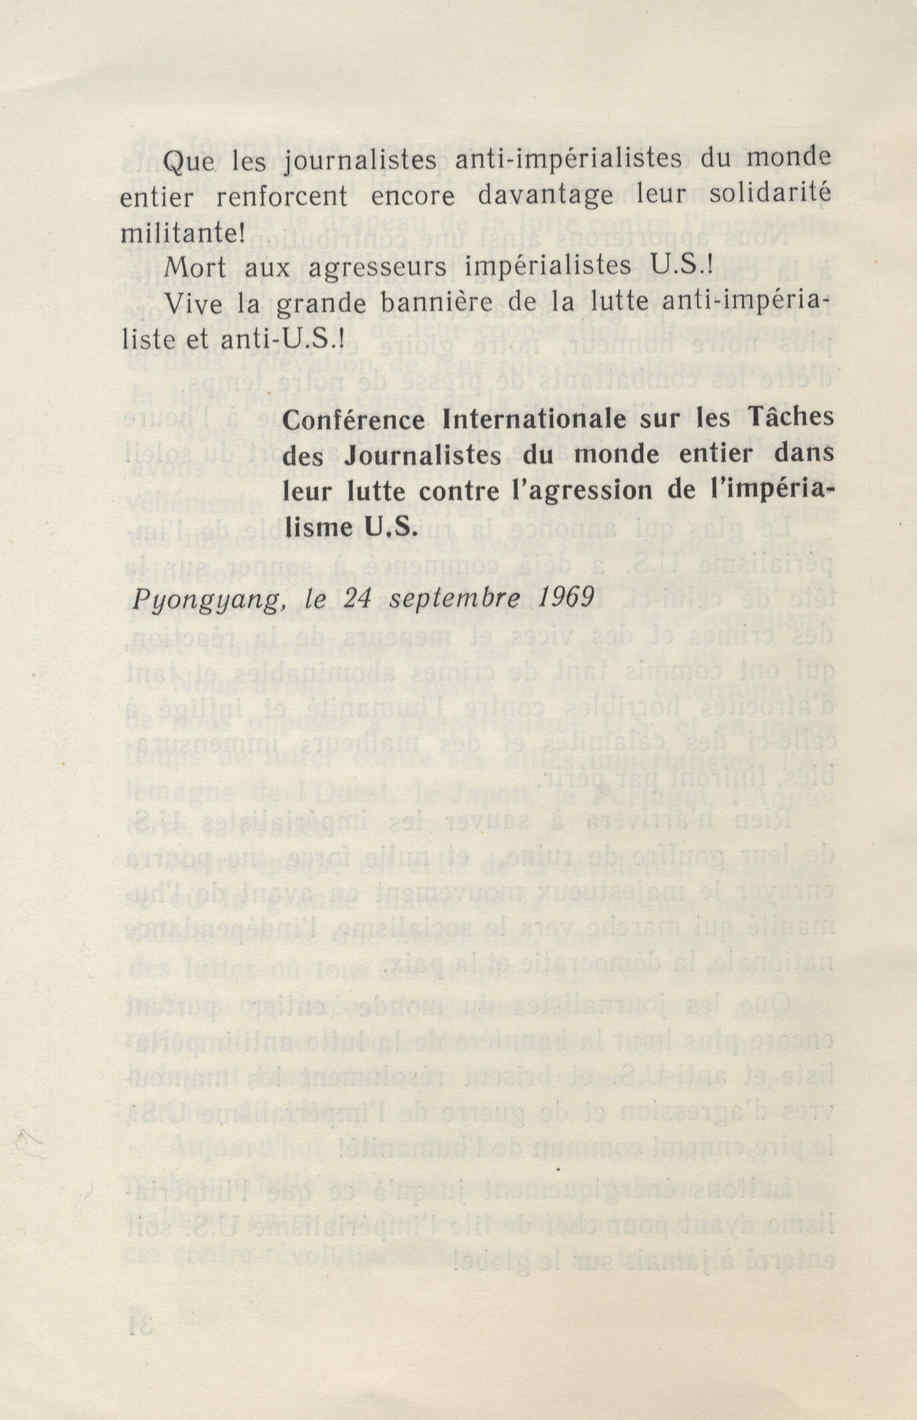 Que les journalistes anti-impérialistes du monde
entier renforcent encore davantage leur solidarité
militante!
Mort aux agresseurs impérialistes U.S.!
Vive la grande bannière de la lutte anti-impéria-
liste et anti-U.S.!
Conférence Internationale sur les Tâches
des Journalistes du monde entier dans
leur lutte contre l'agression de l'impéria-
lisme U.S.
Pyongyang, le 24 septembre 1969